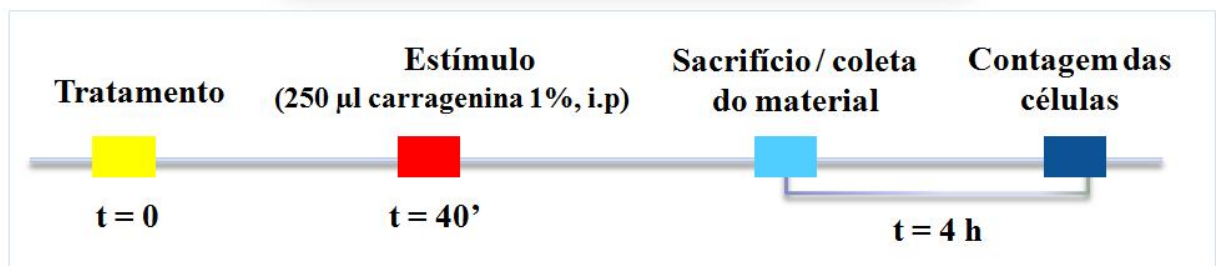 Tratamento
Estímulo
(250 µl carragenina 1%, i.p)
Sacrifício / coleta
do material
Contagem das
células
t = 0
t = 40’
t = 4 h